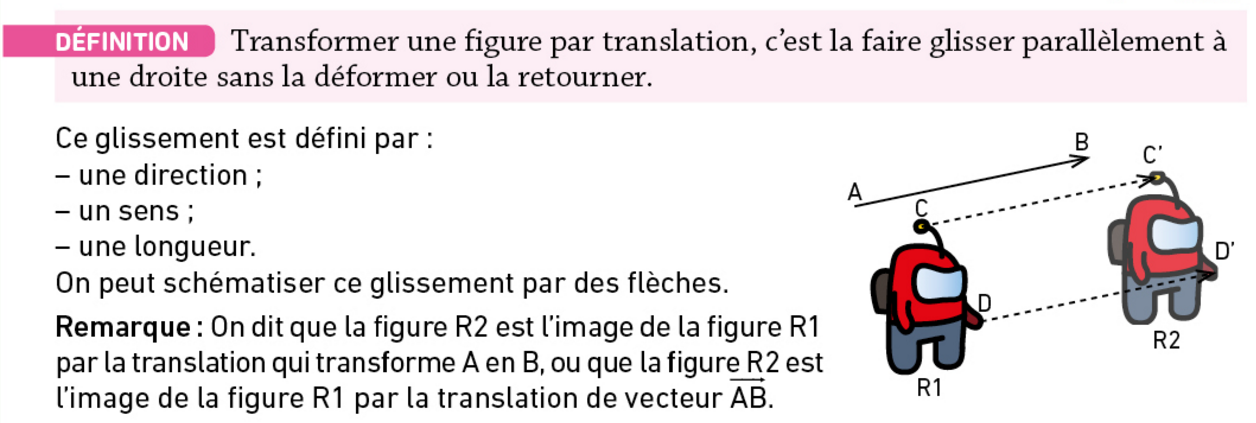 DÉFINITION Transformer une figure par translation, c’est la faire glisser parallèlement à
une droite sans la déformer ou la retourner.
Ce glissement est défini par :
– une direction ;
– un sens ;
– une longueur.
On peut schématiser ce glissement par des flèches.
Remarque : On dit que la figure R2 est l’image de la figure R1
par la translation qui transforme A en B, ou que la figure R2 est
l’image de la figure R1 par la translation de vecteur AB.
B
C’
A
C
D’
D
R2
R1